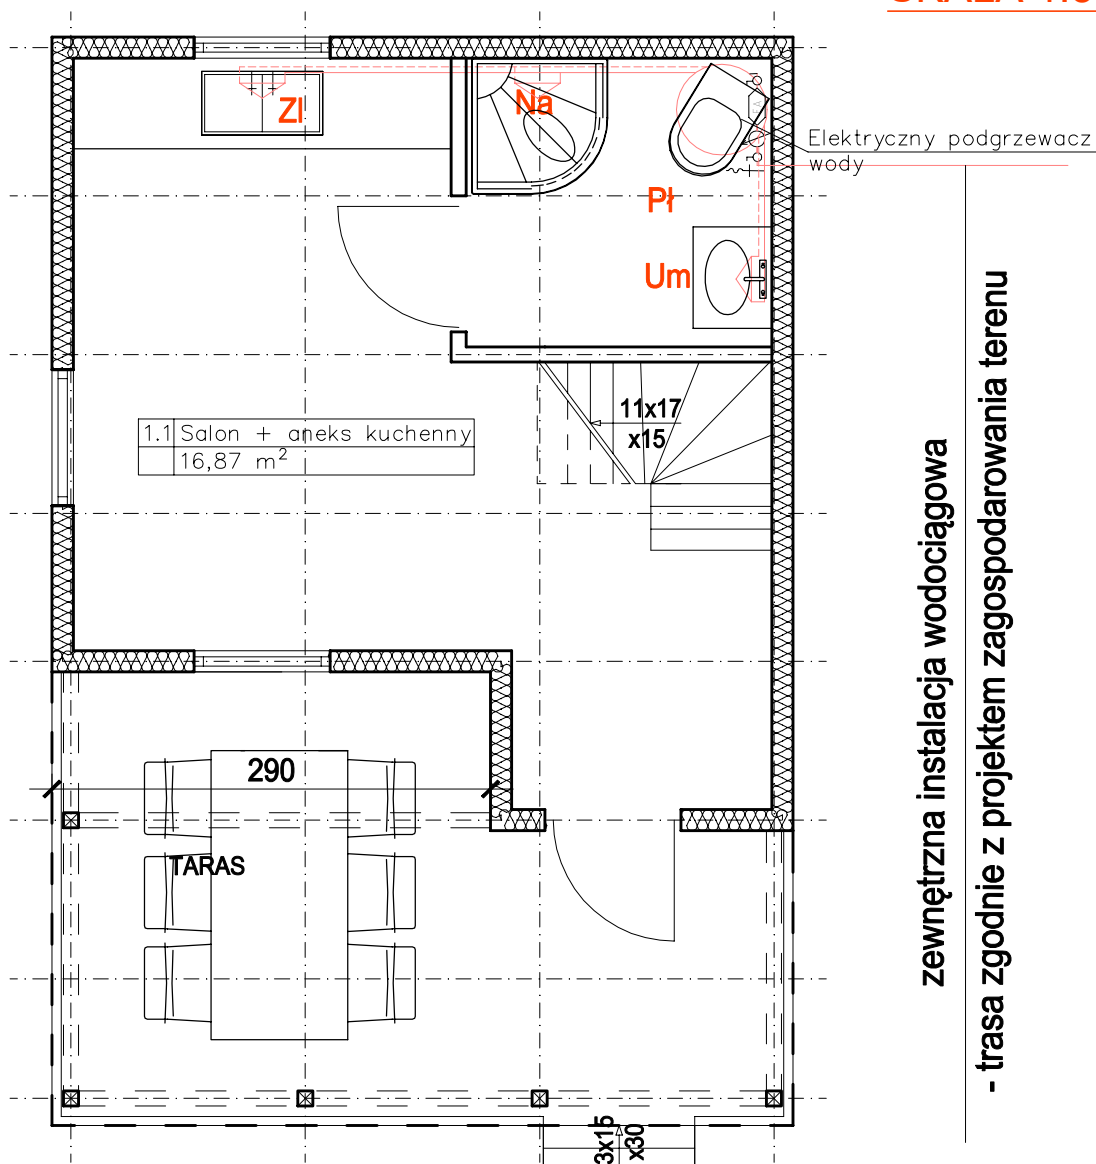 Zl
Na
Elektryczny podgrzewacz
wody
Pł
Um
11x17
x15
1.1 Salon + aneks kuchenny
16,87 m²
zewnętrzna instalacja wodociągowa
- trasa zgodnie z projektem zagospodarowania terenu
290
TARAS
3x15
x30